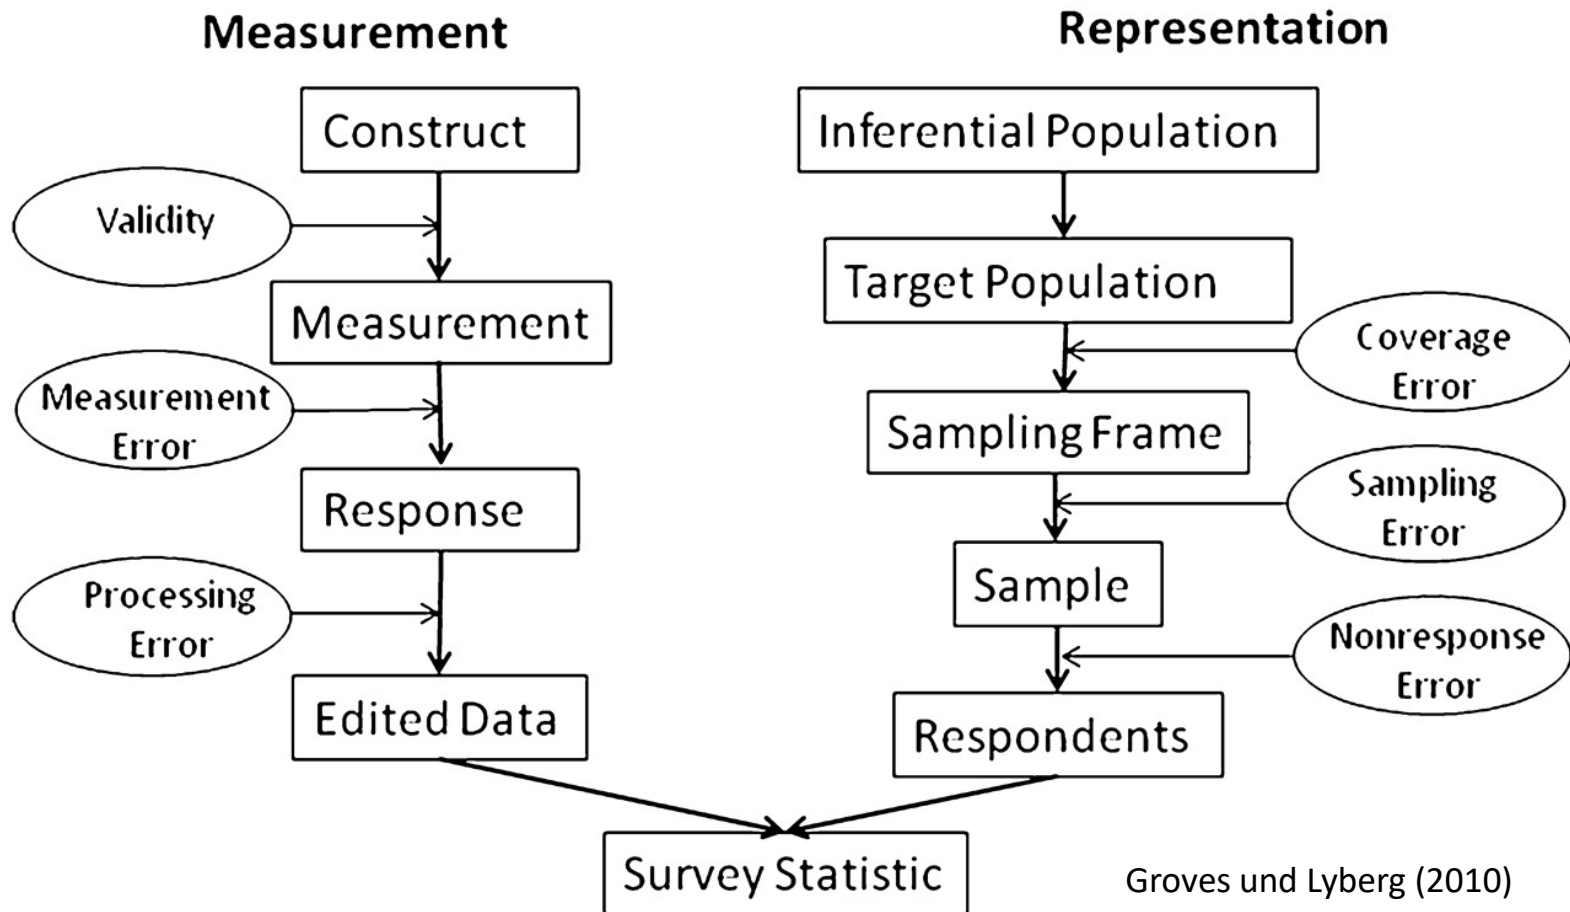 Measurement
Representation
Construct
Inferential Population
Validity
Target Population
Measurement
Coverage
Error
Measurement
Error
Sampling Frame
Response
Sampling
Error
Sample
Processing
Error
Nonresponse
Error
Edited Data
Respondents
Survey Statistic
Groves und Lyberg (2010)